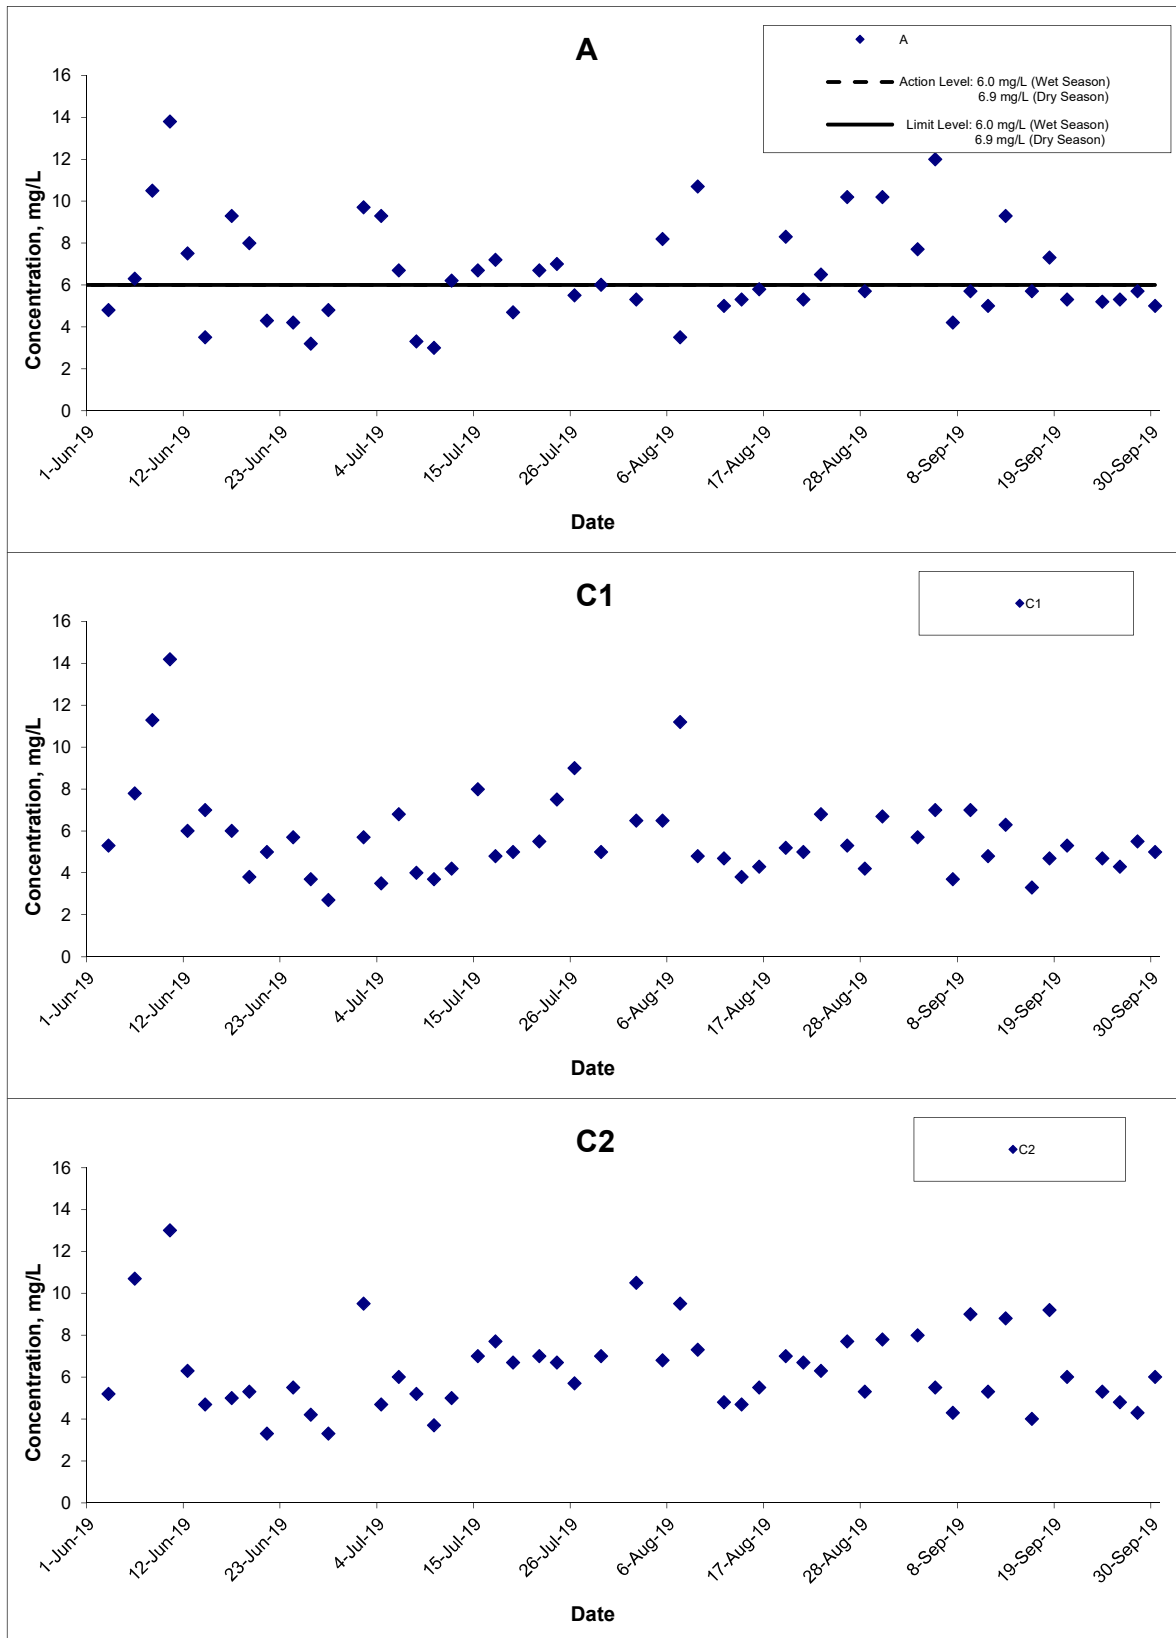 A
A
Action Level: 6.0 mg/L (Wet Season)
6.9 mg/L (Dry Season)
Limit Level: 6.0 mg/L (Wet Season)
6.9 mg/L (Dry Season)
Concentration, mg/L
16
14
12
10
8
6
4
2
0
1-Jun-19
12-Jun-19
23-Jun-19
4-Jul-19
15-Jul-19
26-Jul-19
6-Aug-19
17-Aug-19
28-Aug-19
8-Sep-19
19-Sep-19
30-Sep-19
Date
C1
C1
Concentration, mg/L
16
14
12
10
8
6
4
2
0
1-Jun-19
12-Jun-19
23-Jun-19
4-Jul-19
15-Jul-19
26-Jul-19
6-Aug-19
17-Aug-19
28-Aug-19
8-Sep-19
19-Sep-19
30-Sep-19
Date
C2
C2
Concentration, mg/L
16
14
12
10
8
6
4
2
0
1-Jun-19
12-Jun-19
23-Jun-19
4-Jul-19
15-Jul-19
26-Jul-19
6-Aug-19
17-Aug-19
28-Aug-19
8-Sep-19
19-Sep-19
30-Sep-19
Date